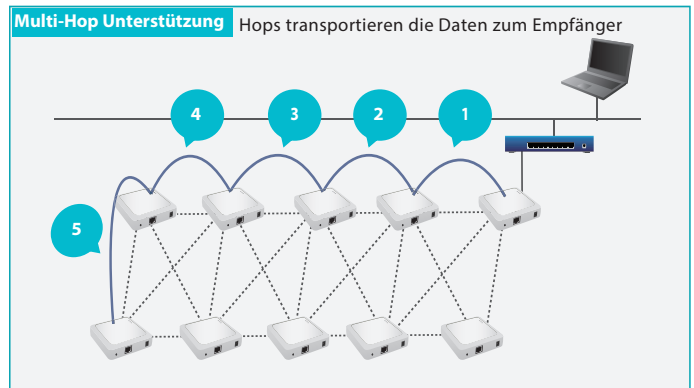 Multi-Hop Unterstützung Hops transportieren die Daten zum Empfänger
4 3 2 1
5